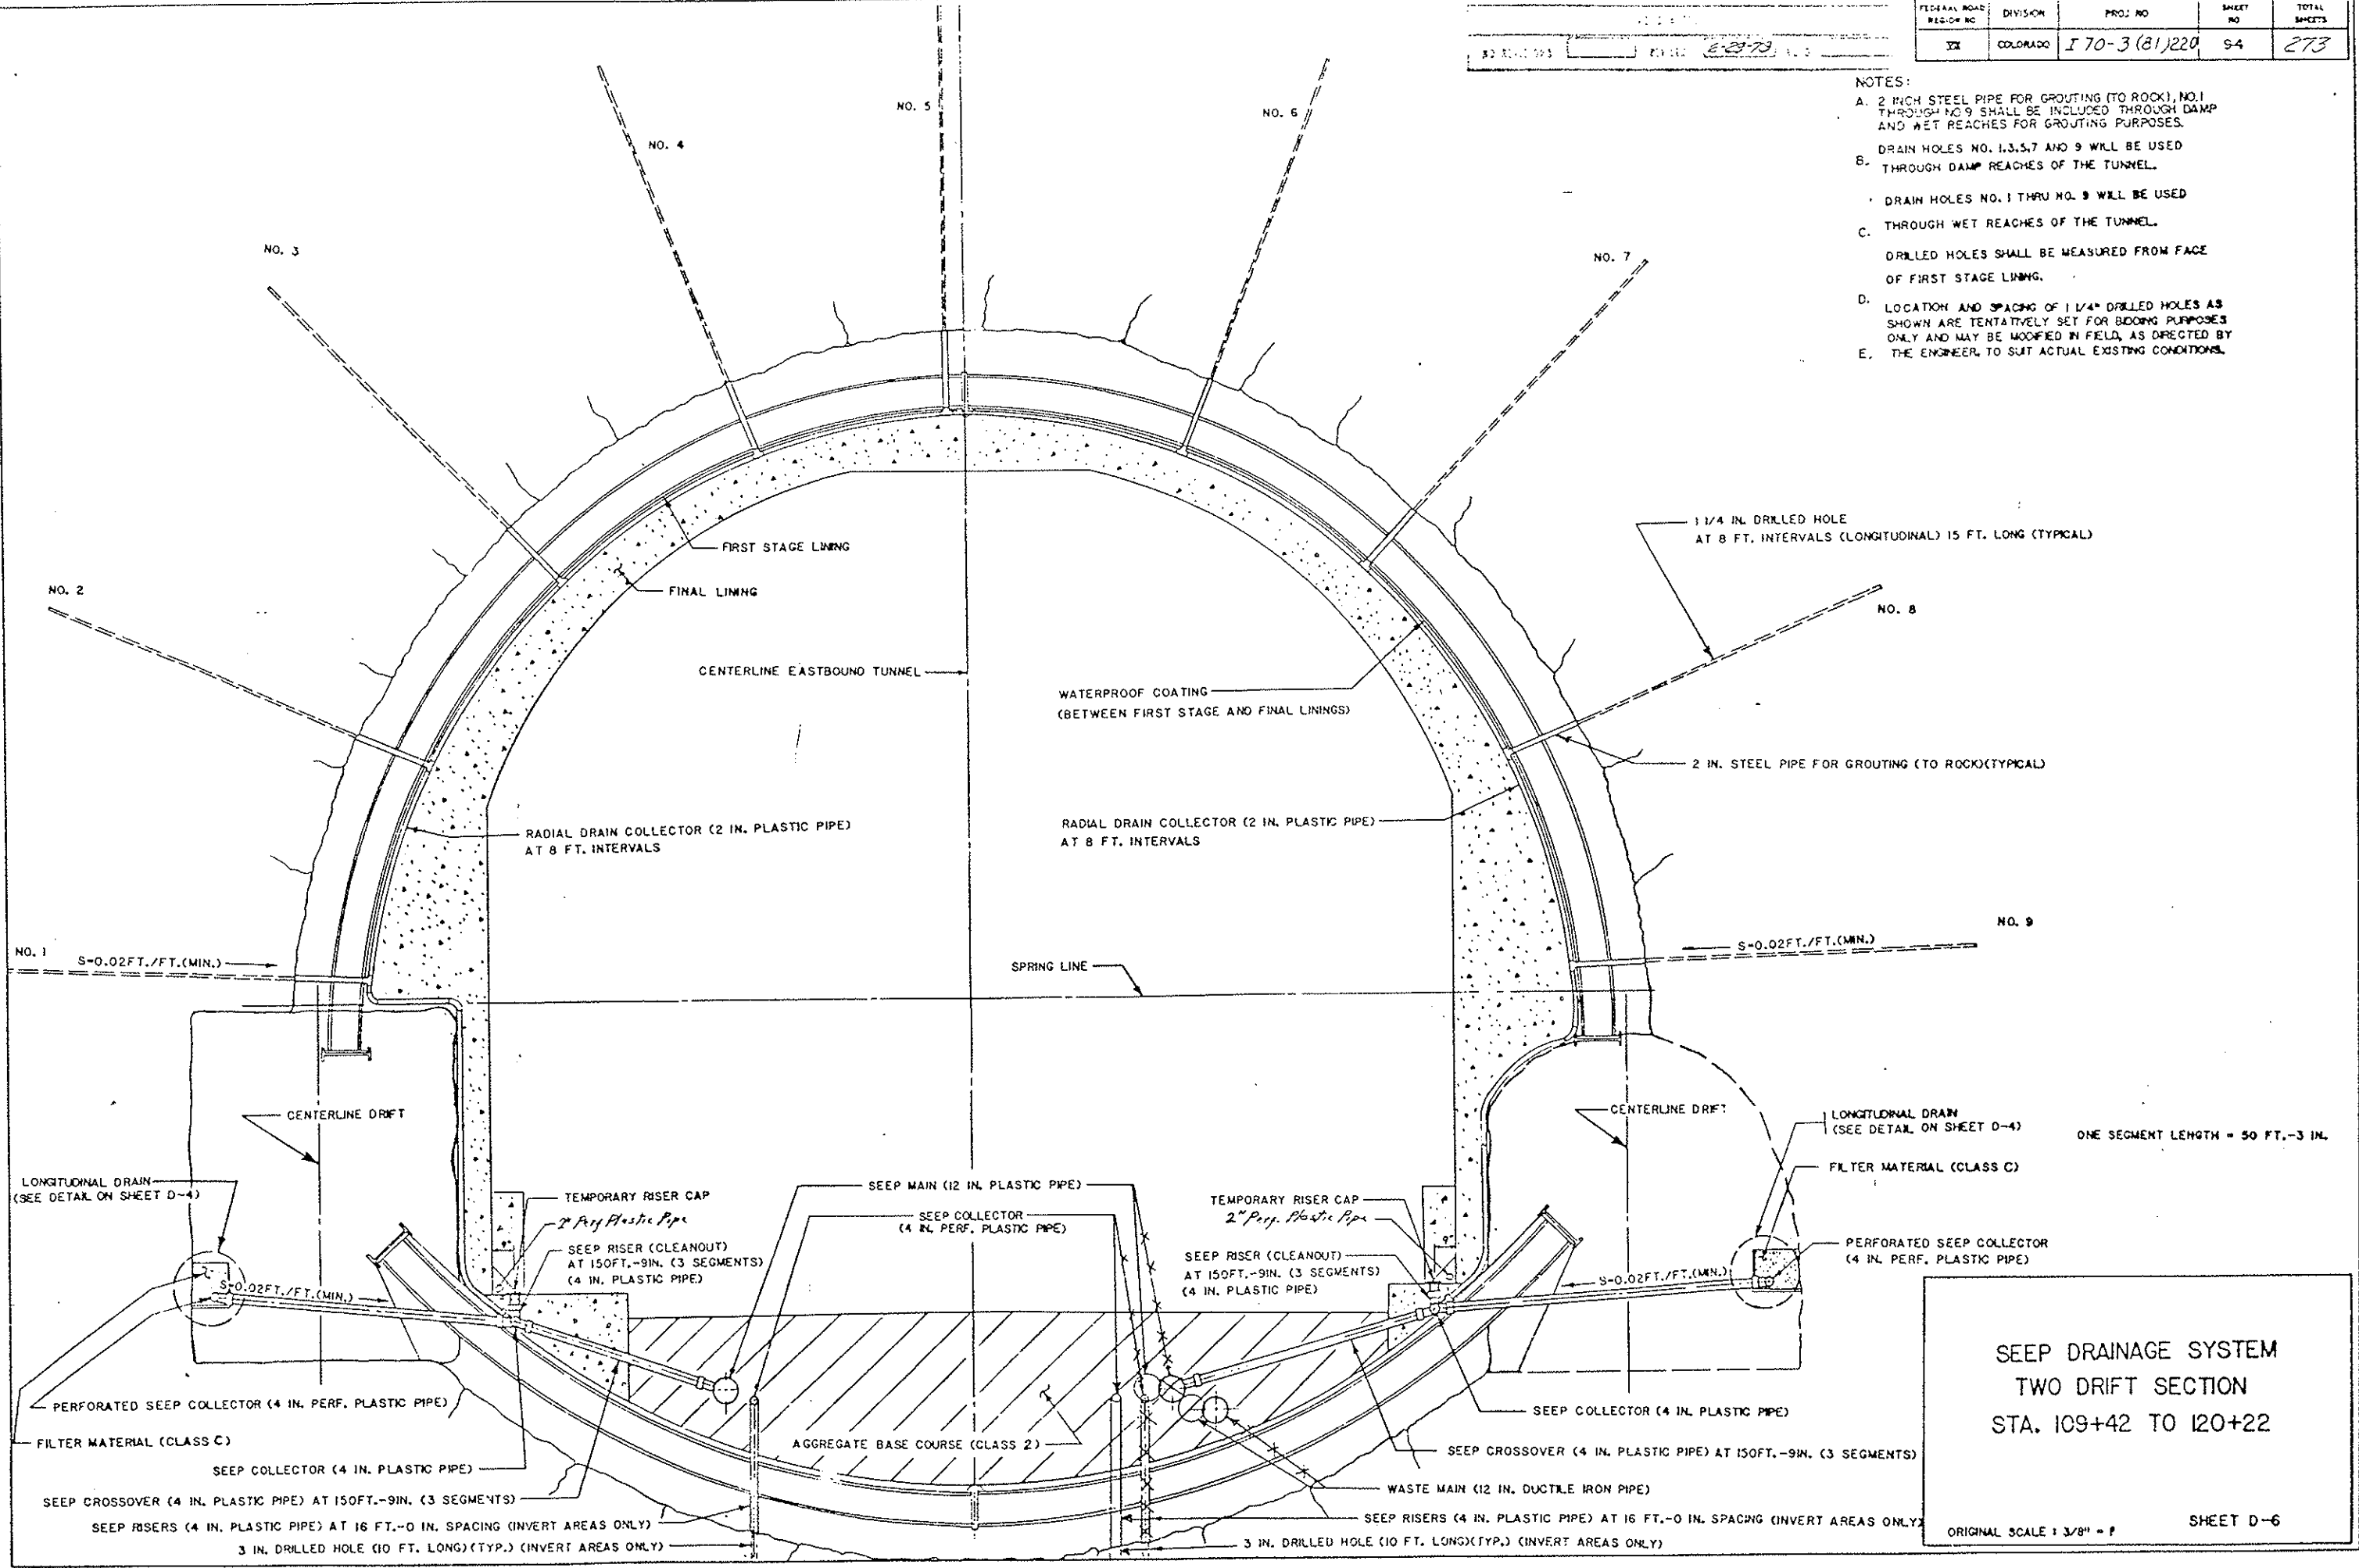 FEDERAL ROAD REGION NO DIVISION PROJ NO SHEET NO TOTAL SHEETS
COLORADO I 70-3(81)220 94 273
REVISED 2-23-73
NOTES:
A. 2 INCH STEEL PIPE FOR GROUTING (TO ROCK), NO.1
THROUGH NO 9 SHALL BE INCLUDED THROUGH DAMP
AND WET REACHES FOR GROUTING PURPOSES.
DRAIN HOLES NO. 1,3,5,7 AND 9 WILL BE USED
B. THROUGH DAMP REACHES OF THE TUNNEL.
DRAIN HOLES NO. 1 THRU NO. 9 WILL BE USED
C. THROUGH WET REACHES OF THE TUNNEL.
DRILLED HOLES SHALL BE MEASURED FROM FACE
OF FIRST STAGE LINING.
D. LOCATION AND SPACING OF 1 1/4" DRILLED HOLES AS
SHOWN ARE TENTATIVELY SET FOR BIDDING PURPOSES
ONLY AND MAY BE MODIFIED IN FIELD, AS DIRECTED BY
E. THE ENGINEER, TO SUIT ACTUAL EXISTING CONDITIONS.
NO. 5
NO. 6
NO. 4
NO. 3
NO. 7
NO. 2
NO. 8
NO. 1
NO. 9
1 1/4 IN. DRILLED HOLE
AT 8 FT. INTERVALS (LONGITUDINAL) 15 FT. LONG (TYPICAL)
FIRST STAGE LINING
FINAL LINING
CENTERLINE EASTBOUND TUNNEL
WATERPROOF COATING
(BETWEEN FIRST STAGE AND FINAL LININGS)
2 IN. STEEL PIPE FOR GROUTING (TO ROCK)(TYPICAL)
RADIAL DRAIN COLLECTOR (2 IN. PLASTIC PIPE)
AT 8 FT. INTERVALS
RADIAL DRAIN COLLECTOR (2 IN. PLASTIC PIPE)
AT 8 FT. INTERVALS
S=0.02FT./FT.(MIN.)
S=0.02FT./FT.(MIN.)
SPRING LINE
CENTERLINE DRIFT
CENTERLINE DRIFT
LONGITUDINAL DRAIN
(SEE DETAIL ON SHEET D-4)
ONE SEGMENT LENGTH = 50 FT.-3 IN.
FILTER MATERIAL (CLASS C)
LONGITUDINAL DRAIN
(SEE DETAIL ON SHEET D-4)
TEMPORARY RISER CAP
2" Perf Plastic Pipe
SEEP RISER (CLEANOUT)
AT 150FT.-9IN. (3 SEGMENTS)
(4 IN. PLASTIC PIPE)
SEEP MAIN (12 IN. PLASTIC PIPE)
SEEP COLLECTOR
(4 IN. PERF. PLASTIC PIPE)
TEMPORARY RISER CAP
2" Perf. Plastic Pipe
SEEP RISER (CLEANOUT)
AT 150FT.-9IN. (3 SEGMENTS)
(4 IN. PLASTIC PIPE)
PERFORATED SEEP COLLECTOR
(4 IN. PERF. PLASTIC PIPE)
S=0.02FT./FT.(MIN.)
S=0.02FT./FT.(MIN.)
PERFORATED SEEP COLLECTOR (4 IN. PERF. PLASTIC PIPE)
FILTER MATERIAL (CLASS C)
SEEP COLLECTOR (4 IN. PLASTIC PIPE)
SEEP CROSSOVER (4 IN. PLASTIC PIPE) AT 150FT.-9IN. (3 SEGMENTS)
SEEP RISERS (4 IN. PLASTIC PIPE) AT 16 FT.-0 IN. SPACING (INVERT AREAS ONLY)
3 IN. DRILLED HOLE (10 FT. LONG)(TYP.) (INVERT AREAS ONLY)
AGGREGATE BASE COURSE (CLASS 2)
SEEP COLLECTOR (4 IN. PLASTIC PIPE)
SEEP CROSSOVER (4 IN. PLASTIC PIPE) AT 150FT.-9IN. (3 SEGMENTS)
WASTE MAIN (12 IN. DUCTILE IRON PIPE)
SEEP RISERS (4 IN. PLASTIC PIPE) AT 16 FT.-0 IN. SPACING (INVERT AREAS ONLY)
3 IN. DRILLED HOLE (10 FT. LONG)(TYP.) (INVERT AREAS ONLY)
SEEP DRAINAGE SYSTEM
TWO DRIFT SECTION
STA. 109+42 TO 120+22
ORIGINAL SCALE : 3/8" = 1'
SHEET D-6